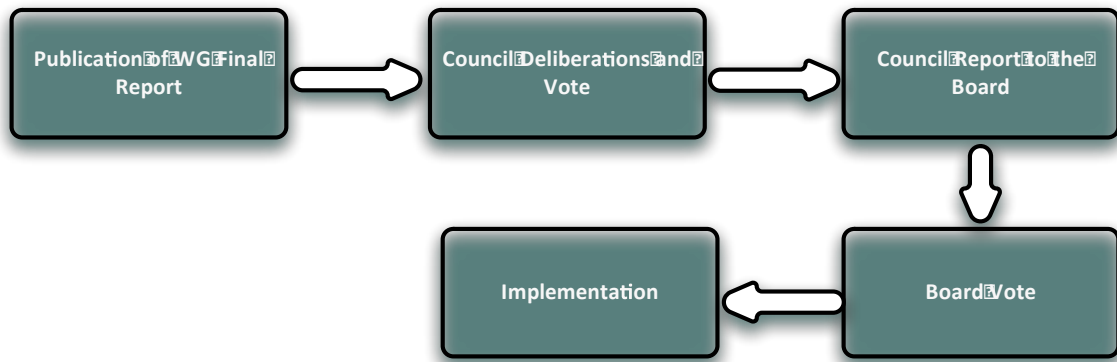 Publication of WG Final
Report
Council Deliberations and
Vote
Council Report to the
Board
Board Vote
Implementation